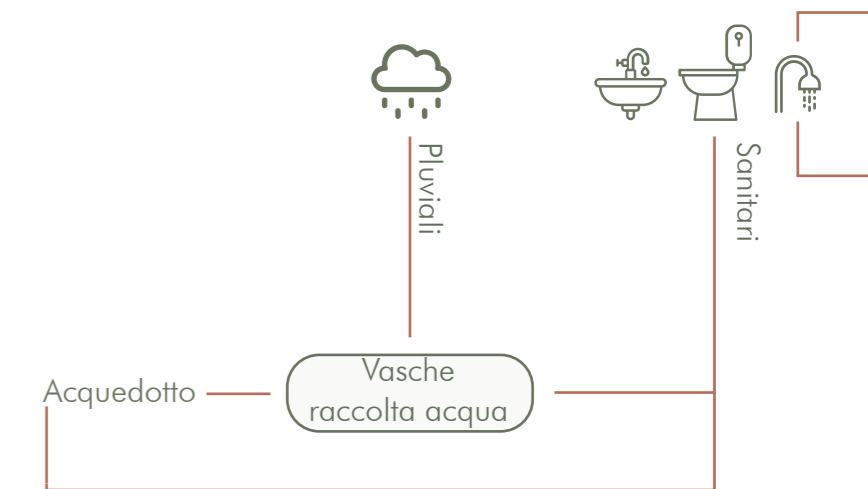 Pluviali
Sanitari
Acquedotto
Vasche
raccolta acqua